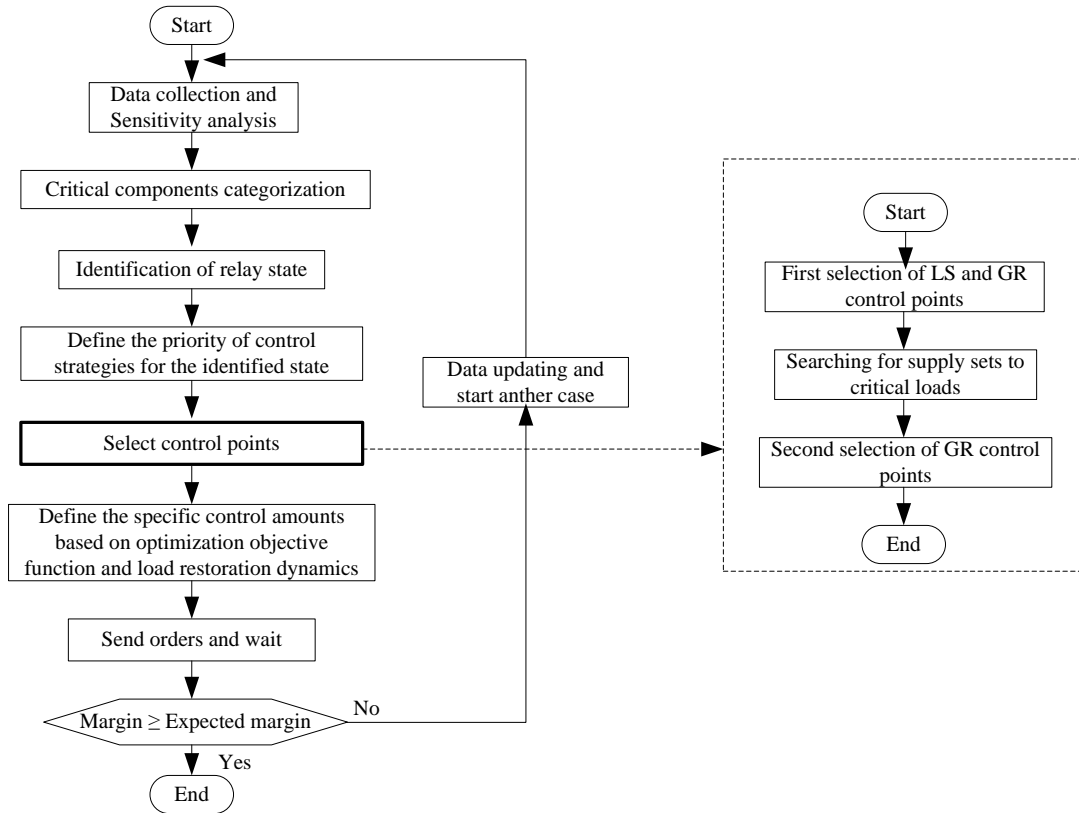 Start
Data collection and
Sensitivity analysis
Critical components categorization
Identification of relay state
Define the priority of control
strategies for the identified state
Select control points
Define the specific control amounts
based on optimization objective
function and load restoration dynamics
Send orders and wait
Margin ≥ Expected margin
No
Yes
End
Data updating and
start anther case
Start
First selection of LS and GR
control points
Searching for supply sets to
critical loads
Second selection of GR control
points
End